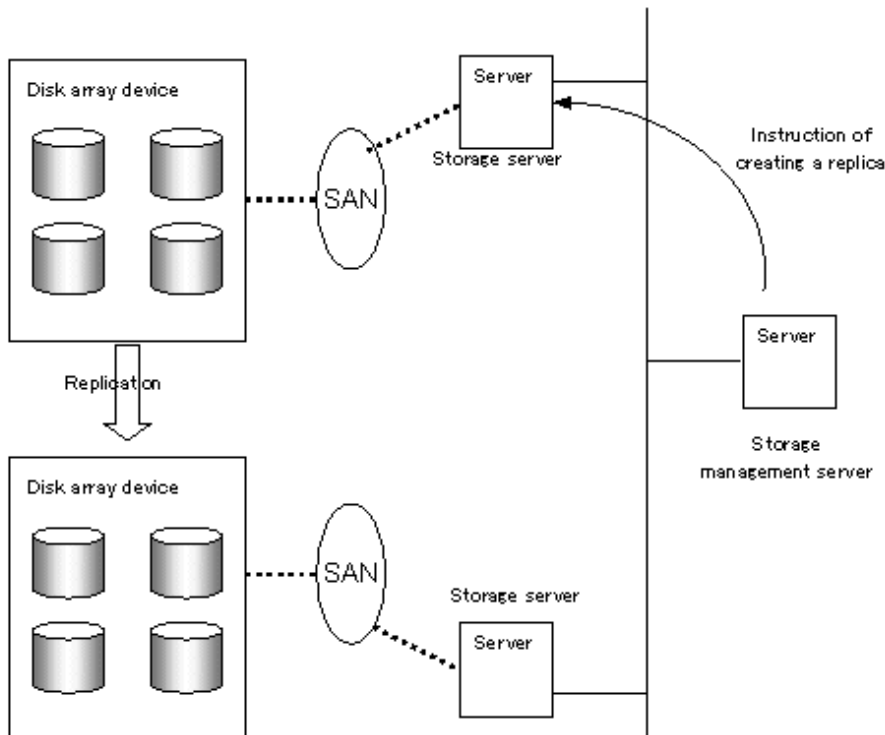 Disk array device
Server
Storage server
SAN
Instruction of
creating a replica
Server
Storage
management server
Replication
Disk array device
SAN
Storage server
Server